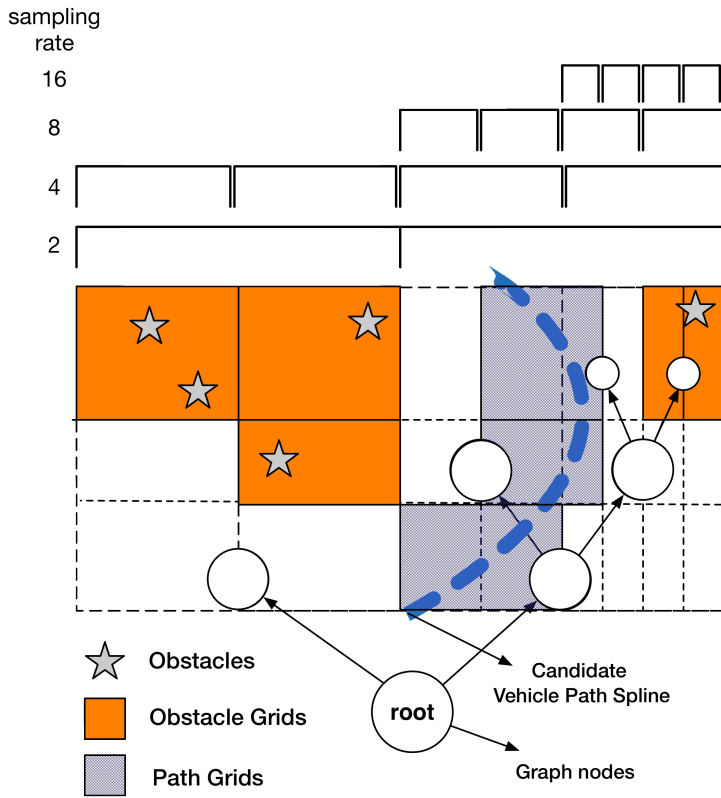 sampling
rate
16
8
4
2
Obstacles
Candidate
Vehicle Path Spline
Obstacle Grids
root
Path Grids
Graph nodes